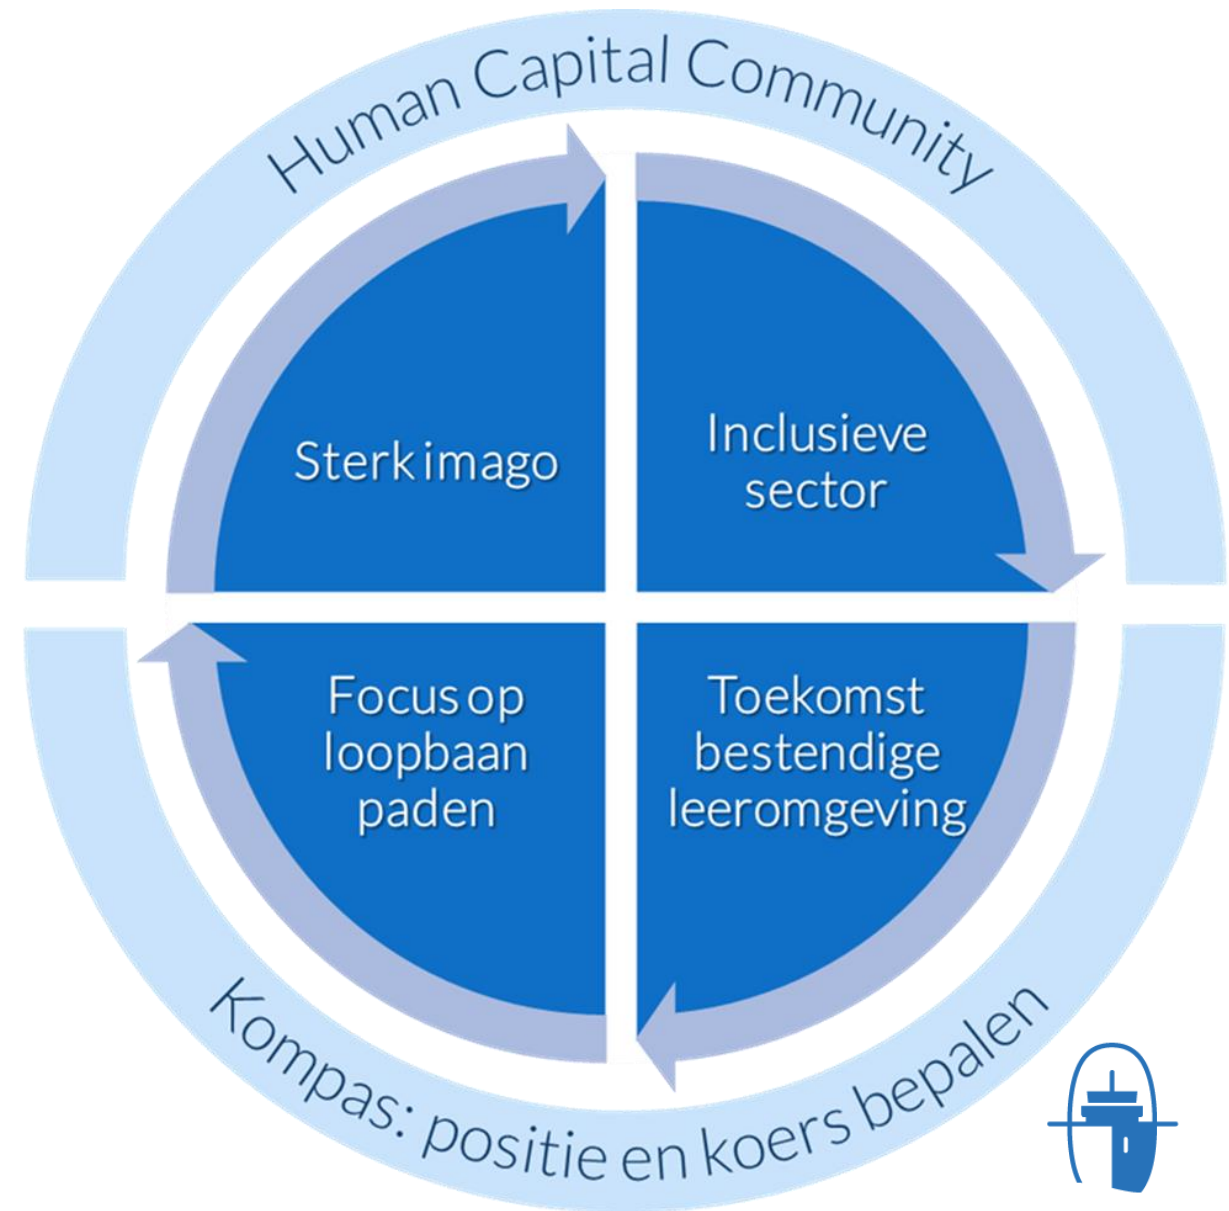 Human Capital Community
Sterk imago
Inclusieve
sector
Focus op
loopbaan
paden
Toekomst
bestendige
leeromgeving
Kompas: positie en koers bepalen